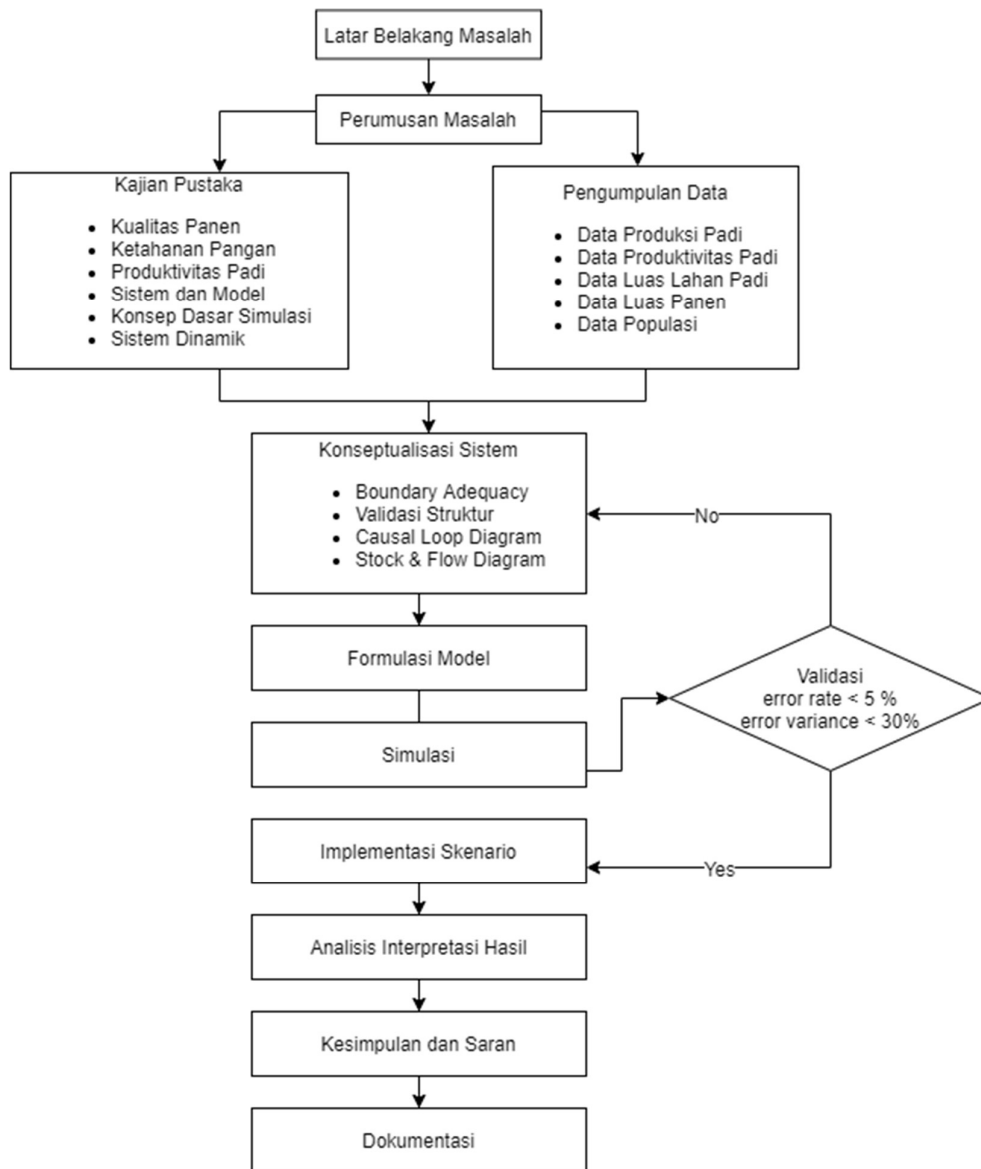 Latar Belakang Masalah
Perumusan Masalah
Kajian Pustaka
• Kualitas Panen
• Ketahanan Pangan
• Produktivitas Padi
• Sistem dan Model
• Konsep Dasar Simulasi
• Sistem Dinamik
Pengumpulan Data
• Data Produksi Padi
• Data Produktivitas Padi
• Data Luas Lahan Padi
• Data Luas Panen
• Data Populasi
Konseptualisasi Sistem
• Boundary Adequacy
• Validasi Struktur
• Causal Loop Diagram
• Stock & Flow Diagram
No
Formulasi Model
Simulasi
Validasi
error rate < 5 %
error variance < 30%
Yes
Implementasi Skenario
Analisis Interpretasi Hasil
Kesimpulan dan Saran
Dokumentasi